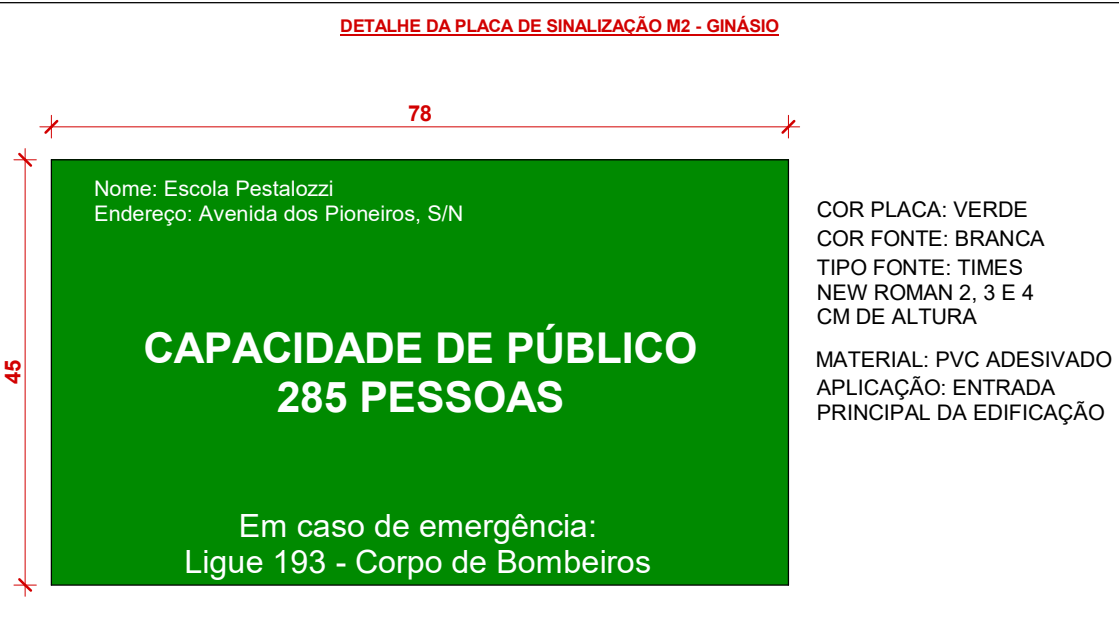 DETALHE DA PLACA DE SINALIZAÇÃO M2 - GINÁSIO
78
45
Nome: Escola Pestalozzi
Endereço: Avenida dos Pioneiros, S/N
CAPACIDADE DE PÚBLICO
285 PESSOAS
Em caso de emergência:
Ligue 193 - Corpo de Bombeiros
COR PLACA: VERDE
COR FONTE: BRANCA
TIPO FONTE: TIMES
NEW ROMAN 2, 3 E 4
CM DE ALTURA
MATERIAL: PVC ADESIVADO
APLICAÇÃO: ENTRADA
PRINCIPAL DA EDIFICAÇÃO